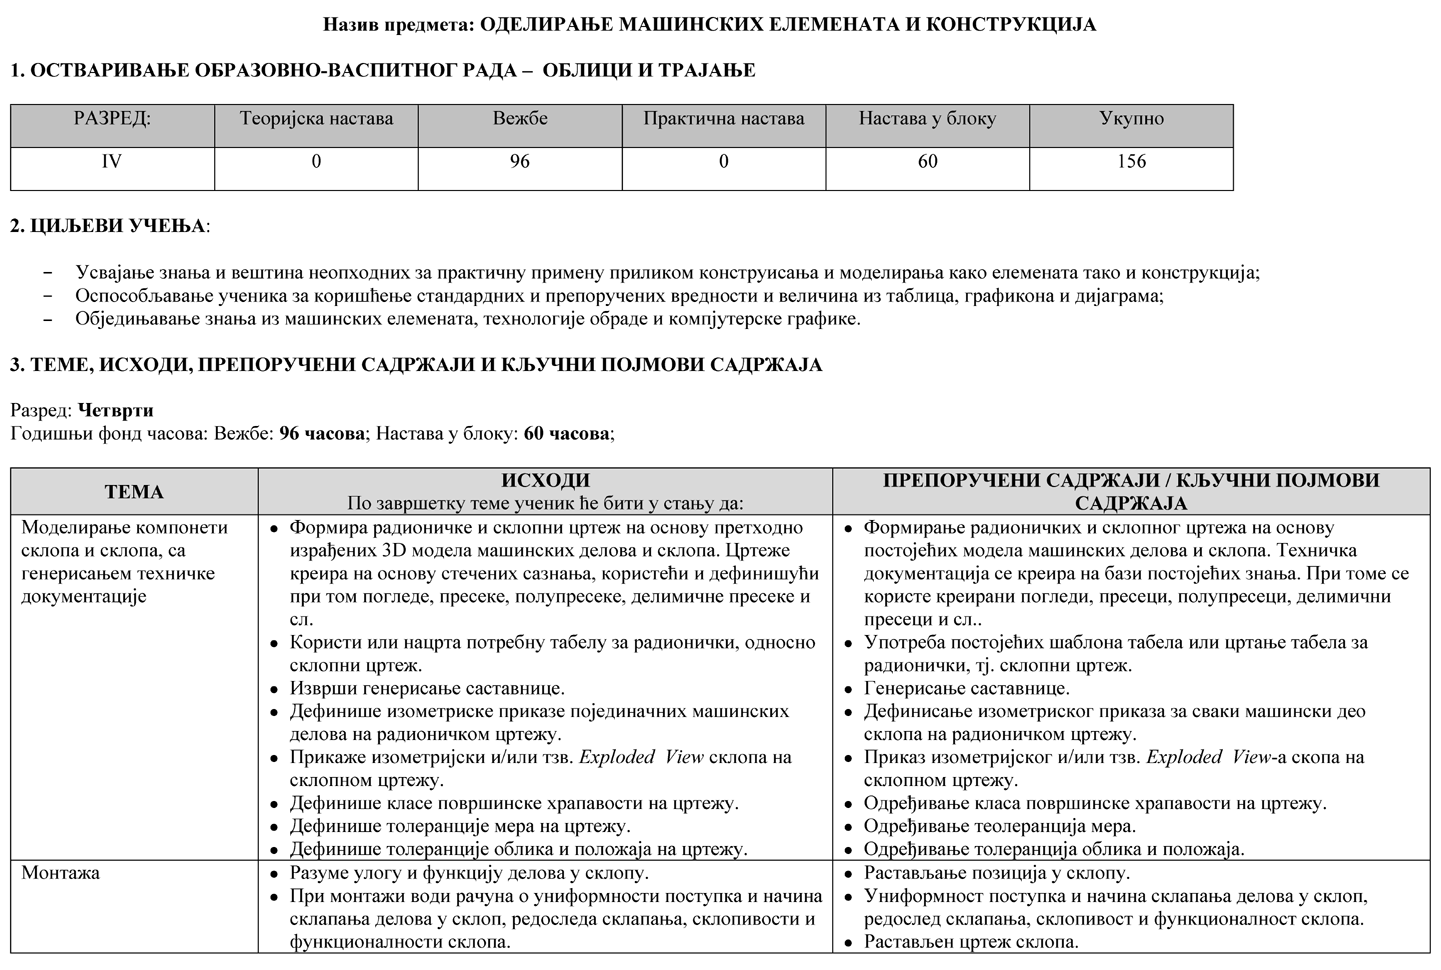 Назив предмета: ОДЕЛИРАЊЕ МАШИНСКИХ ЕЛЕМЕНАТА И КОНСТРУКЦИЈА
1. ОСТВАРИВАЊЕ ОБРАЗОВНО-ВАСПИТНОГ РАДА – ОБЛИЦИ И ТРАЈАЊЕ
РАЗРЕД: Теоријска настава Вежбе Практична настава Настава у блоку Укупно
IV 0 96 0 60 156
2. ЦИЉЕВИ УЧЕЊА:
– Усвајање знања и вештина неопходних за практичну примену приликом конструисања и моделирања како елемената тако и конструкција;
– Оспособљавање ученика за коришћење стандардних и препоручених вредности и величина из таблица, графикона и дијаграма;
– Обједињавање знања из машинских елемената, технологије обраде и компјутерске графике.
3. ТЕМЕ, ИСХОДИ, ПРЕПОРУЧЕНИ САДРЖАЈИ И КЉУЧНИ ПОЈМОВИ САДРЖАЈА
Разред: Четврти
Годишњи фонд часова: Вежбе: 96 часова; Настава у блоку: 60 часова;
ТЕМА
ИСХОДИ
По завршетку теме ученик ће бити у стању да:
ПРЕПОРУЧЕНИ САДРЖАЈИ / КЉУЧНИ ПОЈМОВИ
САДРЖАЈА
Моделирање компонети
склопа и склопа, са
генерисањем техничке
документације
• Формира радионичке и склопни цртеж на основу претходно
израђених 3D модела машинских делова и склопа. Цртеже
креира на основу стечених сазнања, користећи и дефинишући
при том погледе, пресеке, полупресеке, делимичне пресеке и
сл.
• Користи или нацрта потребну табелу за радионички, односно
склопни цртеж.
• Изврши генерисање саставнице.
• Дефинише изометриске приказе појединачних машинских
делова на радионичком цртежу.
• Прикаже изометријски и/или тзв. Exploded View склопа на
склопном цртежу.
• Дефинише класе површинске храпавости на цртежу.
• Дефинише толеранције мера на цртежу.
• Дефинише толеранције облика и положаја на цртежу.
• Формирање радионичких и склопног цртежа на основу
постојећих модела машинских делова и склопа. Техничка
документација се креира на бази постојећих знања. При томе се
користе креирани погледи, пресеци, полупресеци, делимични
пресеци и сл..
• Употреба постојећих шаблона табела или цртање табела за
радионички, тј. склопни цртеж.
• Генерисање саставнице.
• Дефинисање изометриског приказа за сваки машински део
склопа на радионичком цртежу.
• Приказ изометријског и/или тзв. Exploded View-а скопа на
склопном цртежу.
• Одређивање класа површинске храпавости на цртежу.
• Одређивање теолеранција мера.
• Одређивање толеранција облика и положаја.
Монтажа
• Разуме улогу и функцију делова у склопу.
• При монтажи води рачуна о униформности поступка и начина
склапања делова у склоп, редоследа склапања, склопивости и
функционалности склопа.
• Растављање позиција у склопу.
• Униформност поступка и начина склапања делова у склоп,
редослед склапања, склопивост и функционалност склопа.
• Растављен цртеж склопа.